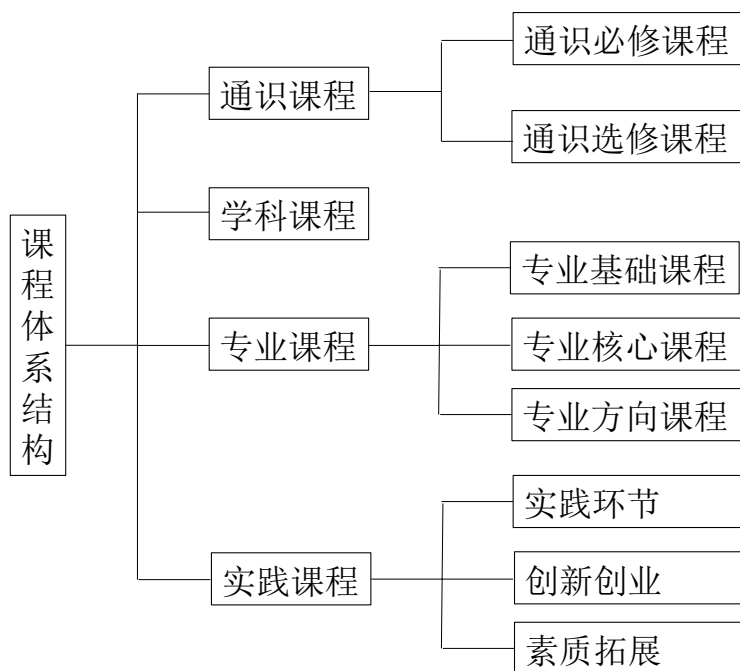 课程体系结构
通识课程
通识必修课程
通识选修课程
学科课程
专业课程
专业基础课程
专业核心课程
专业方向课程
实践课程
实践环节
创新创业
素质拓展